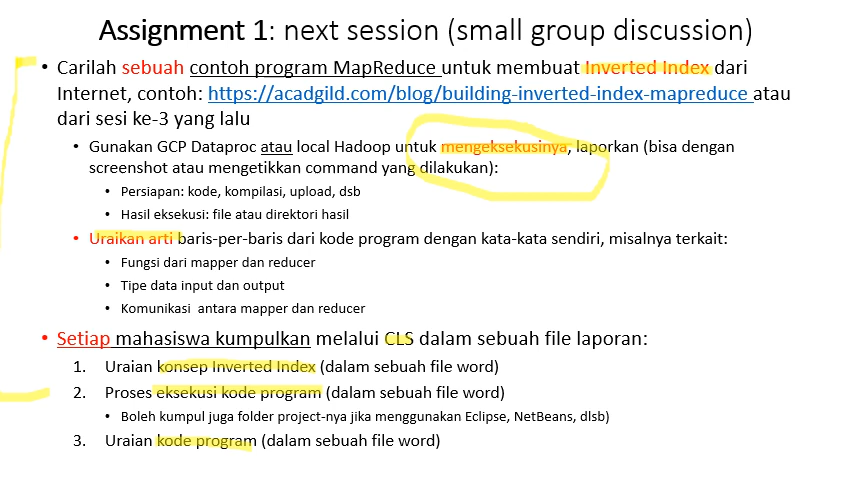 Assignment 1: next session (small group discussion)
• Carilah sebuah contoh program MapReduce untuk membuat Inverted Index dari
Internet, contoh: https://acadgild.com/blog/building-inverted-index-mapreduce atau
dari sesi ke-3 yang lalu
• Gunakan GCP Dataproc atau local Hadoop untuk mengeksekusinya, laporkan (bisa dengan
screenshot atau mengetikkan command yang dilakukan):
• Persiapan: kode, kompilasi, upload, dsb
• Hasil eksekusi: file atau direktori hasil
• Uraikan arti baris-per-baris dari kode program dengan kata-kata sendiri, misalnya terkait:
• Fungsi dari mapper dan reducer
• Tipe data input dan output
• Komunikasi antara mapper dan reducer
• Setiap mahasiswa kumpulkan melalui CLS dalam sebuah file laporan:
1. Uraian konsep Inverted Index (dalam sebuah file word)
2. Proses eksekusi kode program (dalam sebuah file word)
• Boleh kumpul juga folder project-nya jika menggunakan Eclipse, NetBeans, dlsb)
3. Uraian kode program (dalam sebuah file word)